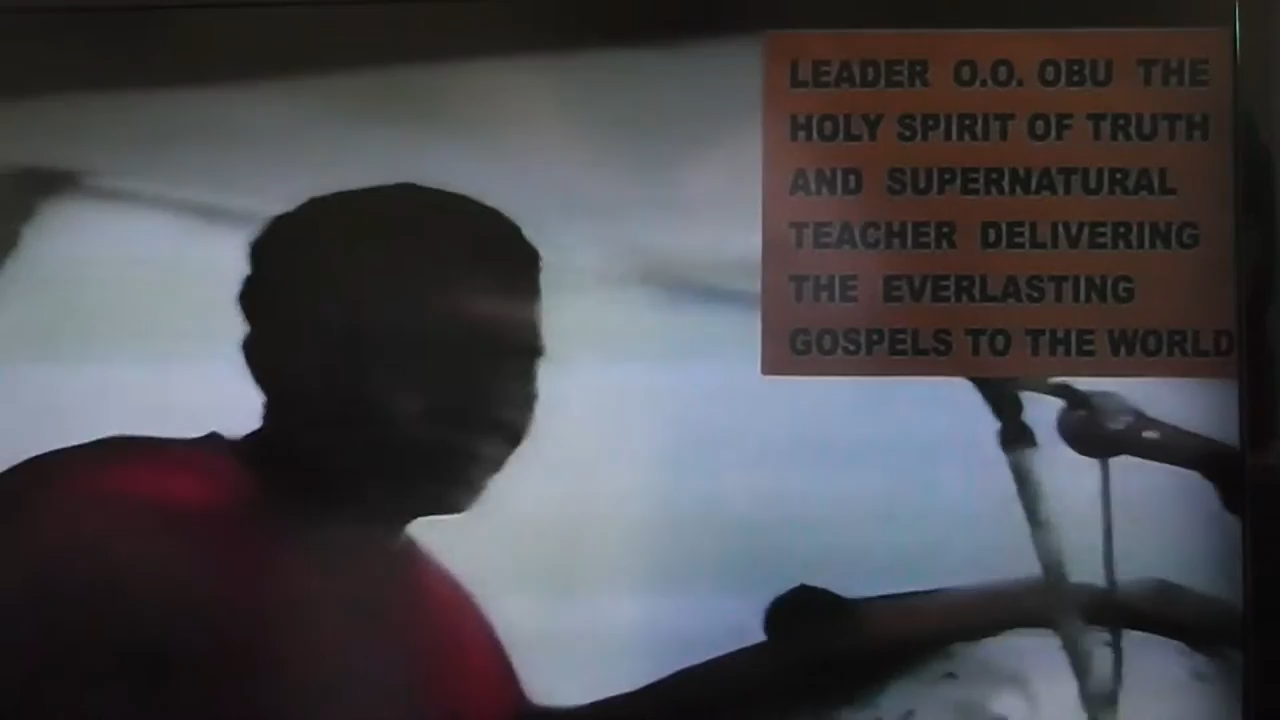 LEADER O.O. OBU THE
HOLY SPIRIT OF TRUTH
AND SUPERNATURAL
TEACHER DELIVERING
THE EVERLASTING
GOSPELS TO THE WORLD